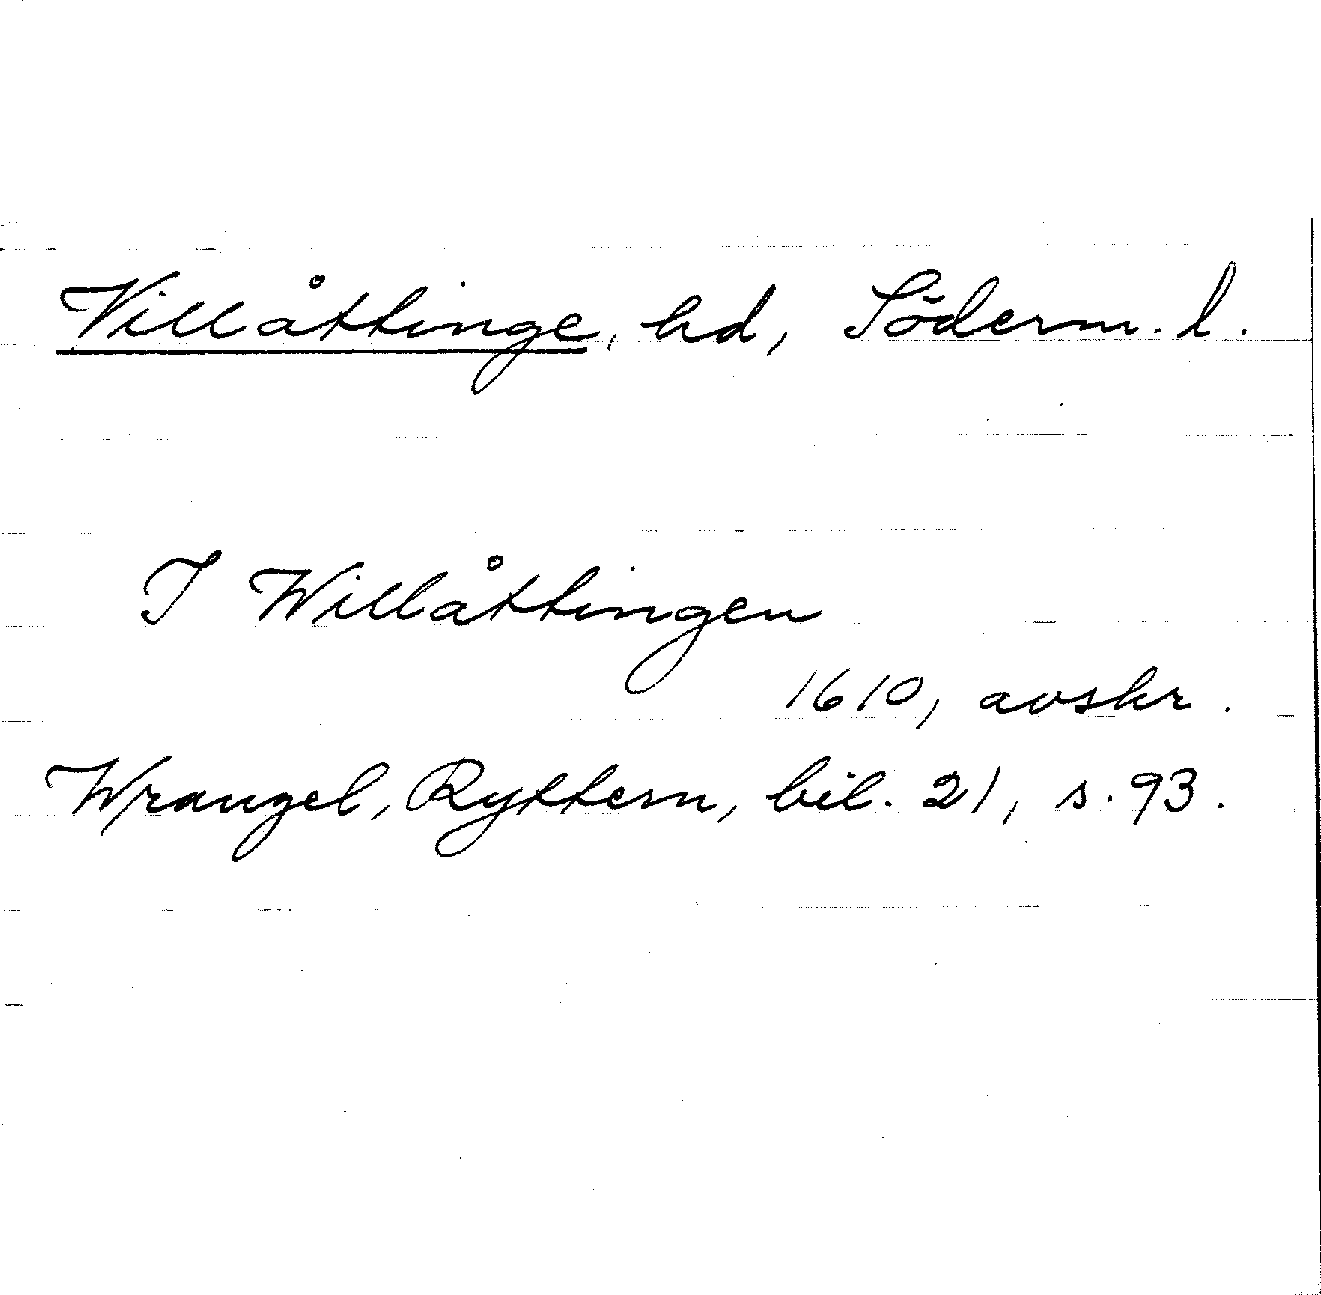 Villåttinge, hd, Söderm. l.
I Willåttingen
1610, avskr.
Wrangel, Ryttern, bil. 21, s. 93.